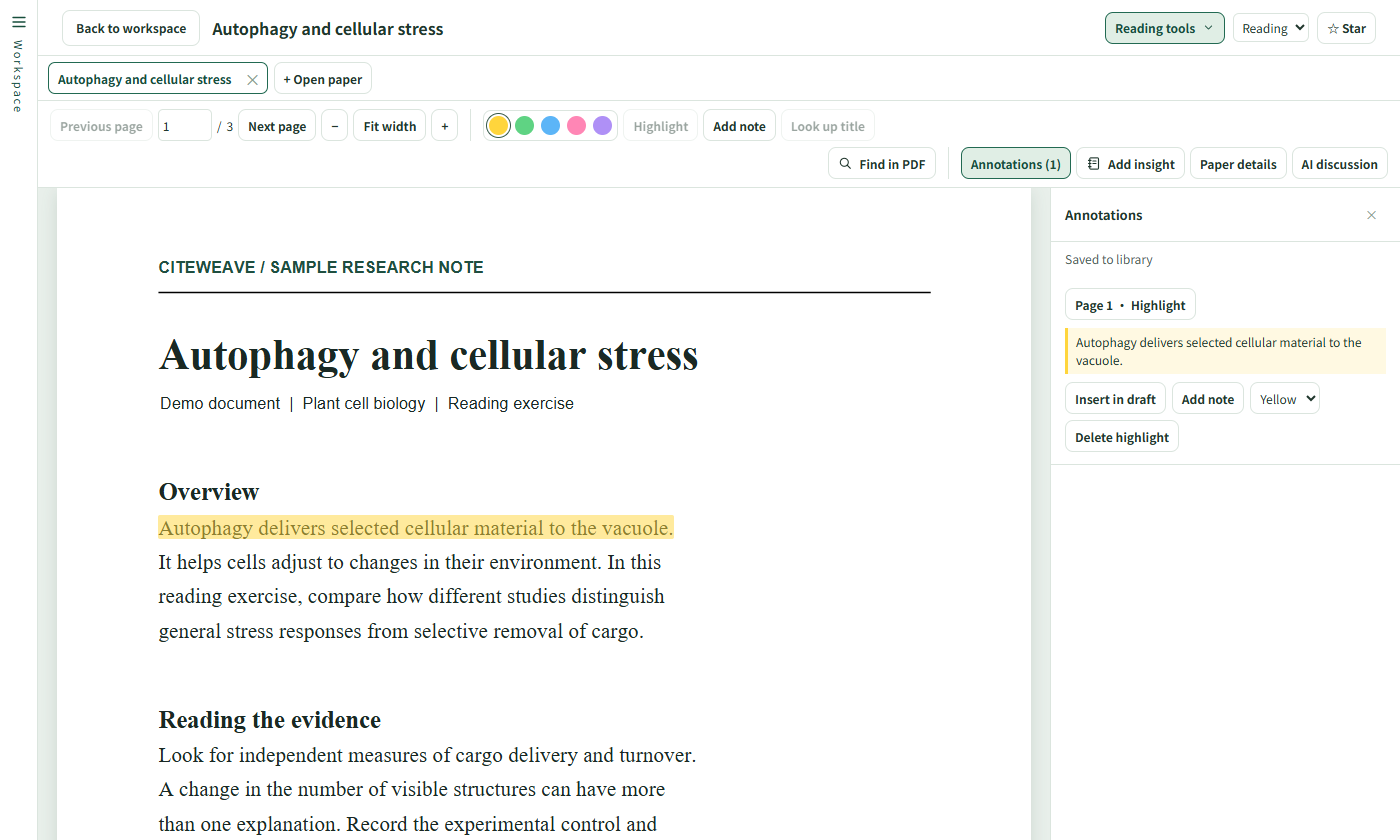 Workspace
Back to workspace
Autophagy and cellular stress
Reading tools
Reading
☆ Star
Autophagy and cellular stress
+ Open paper
Previous page
1
/ 3
Next page
−
Fit width
+
Highlight
Add note
Look up title
Find in PDF
Annotations (1)
Add insight
Paper details
AI discussion
CITEWEAVE / SAMPLE RESEARCH NOTE
Autophagy and cellular stress
Demo document | Plant cell biology | Reading exercise
Overview
Autophagy delivers selected cellular material to the vacuole.
It helps cells adjust to changes in their environment. In this
reading exercise, compare how different studies distinguish
general stress responses from selective removal of cargo.
Reading the evidence
Look for independent measures of cargo delivery and turnover.
A change in the number of visible structures can have more
than one explanation. Record the experimental control and
Annotations
Saved to library
Page 1 • Highlight
Autophagy delivers selected cellular material to the
vacuole.
Insert in draft
Add note
Yellow
Delete highlight